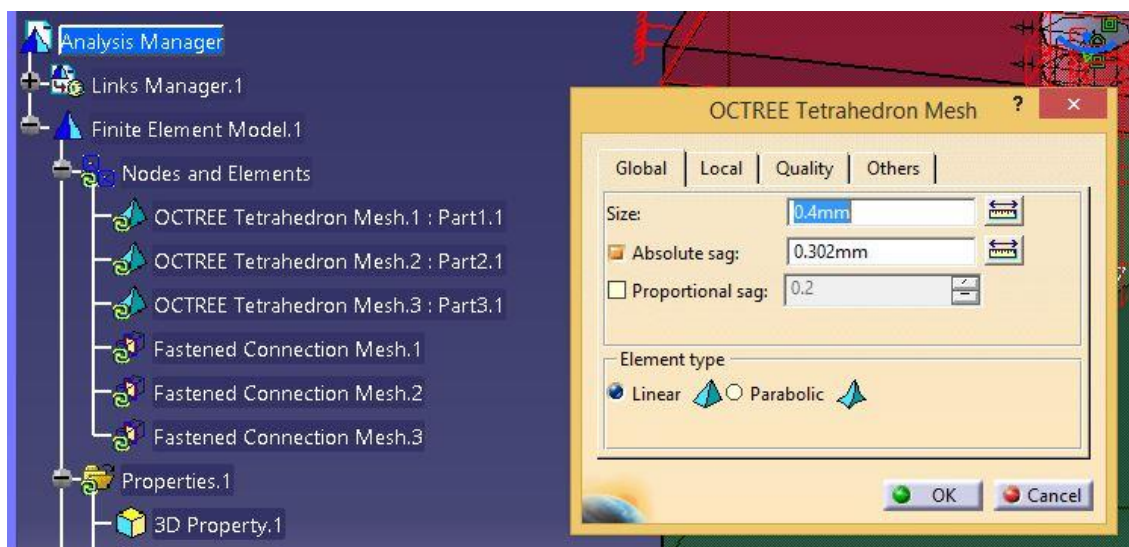 Analysis Manager
Links Manager.1
Finite Element Model.1
Nodes and Elements
OCTREE Tetrahedron Mesh.1 : Part1.1
OCTREE Tetrahedron Mesh.2 : Part2.1
OCTREE Tetrahedron Mesh.3 : Part3.1
Fastened Connection Mesh.1
Fastened Connection Mesh.2
Fastened Connection Mesh.3
Properties.1
3D Property.1
OCTREE Tetrahedron Mesh ? ×
Global Local Quality Others
Size: 0.4mm
Absolute sag: 0.302mm
Proportional sag: 0.2
Element type
Linear Parabolic
OK Cancel